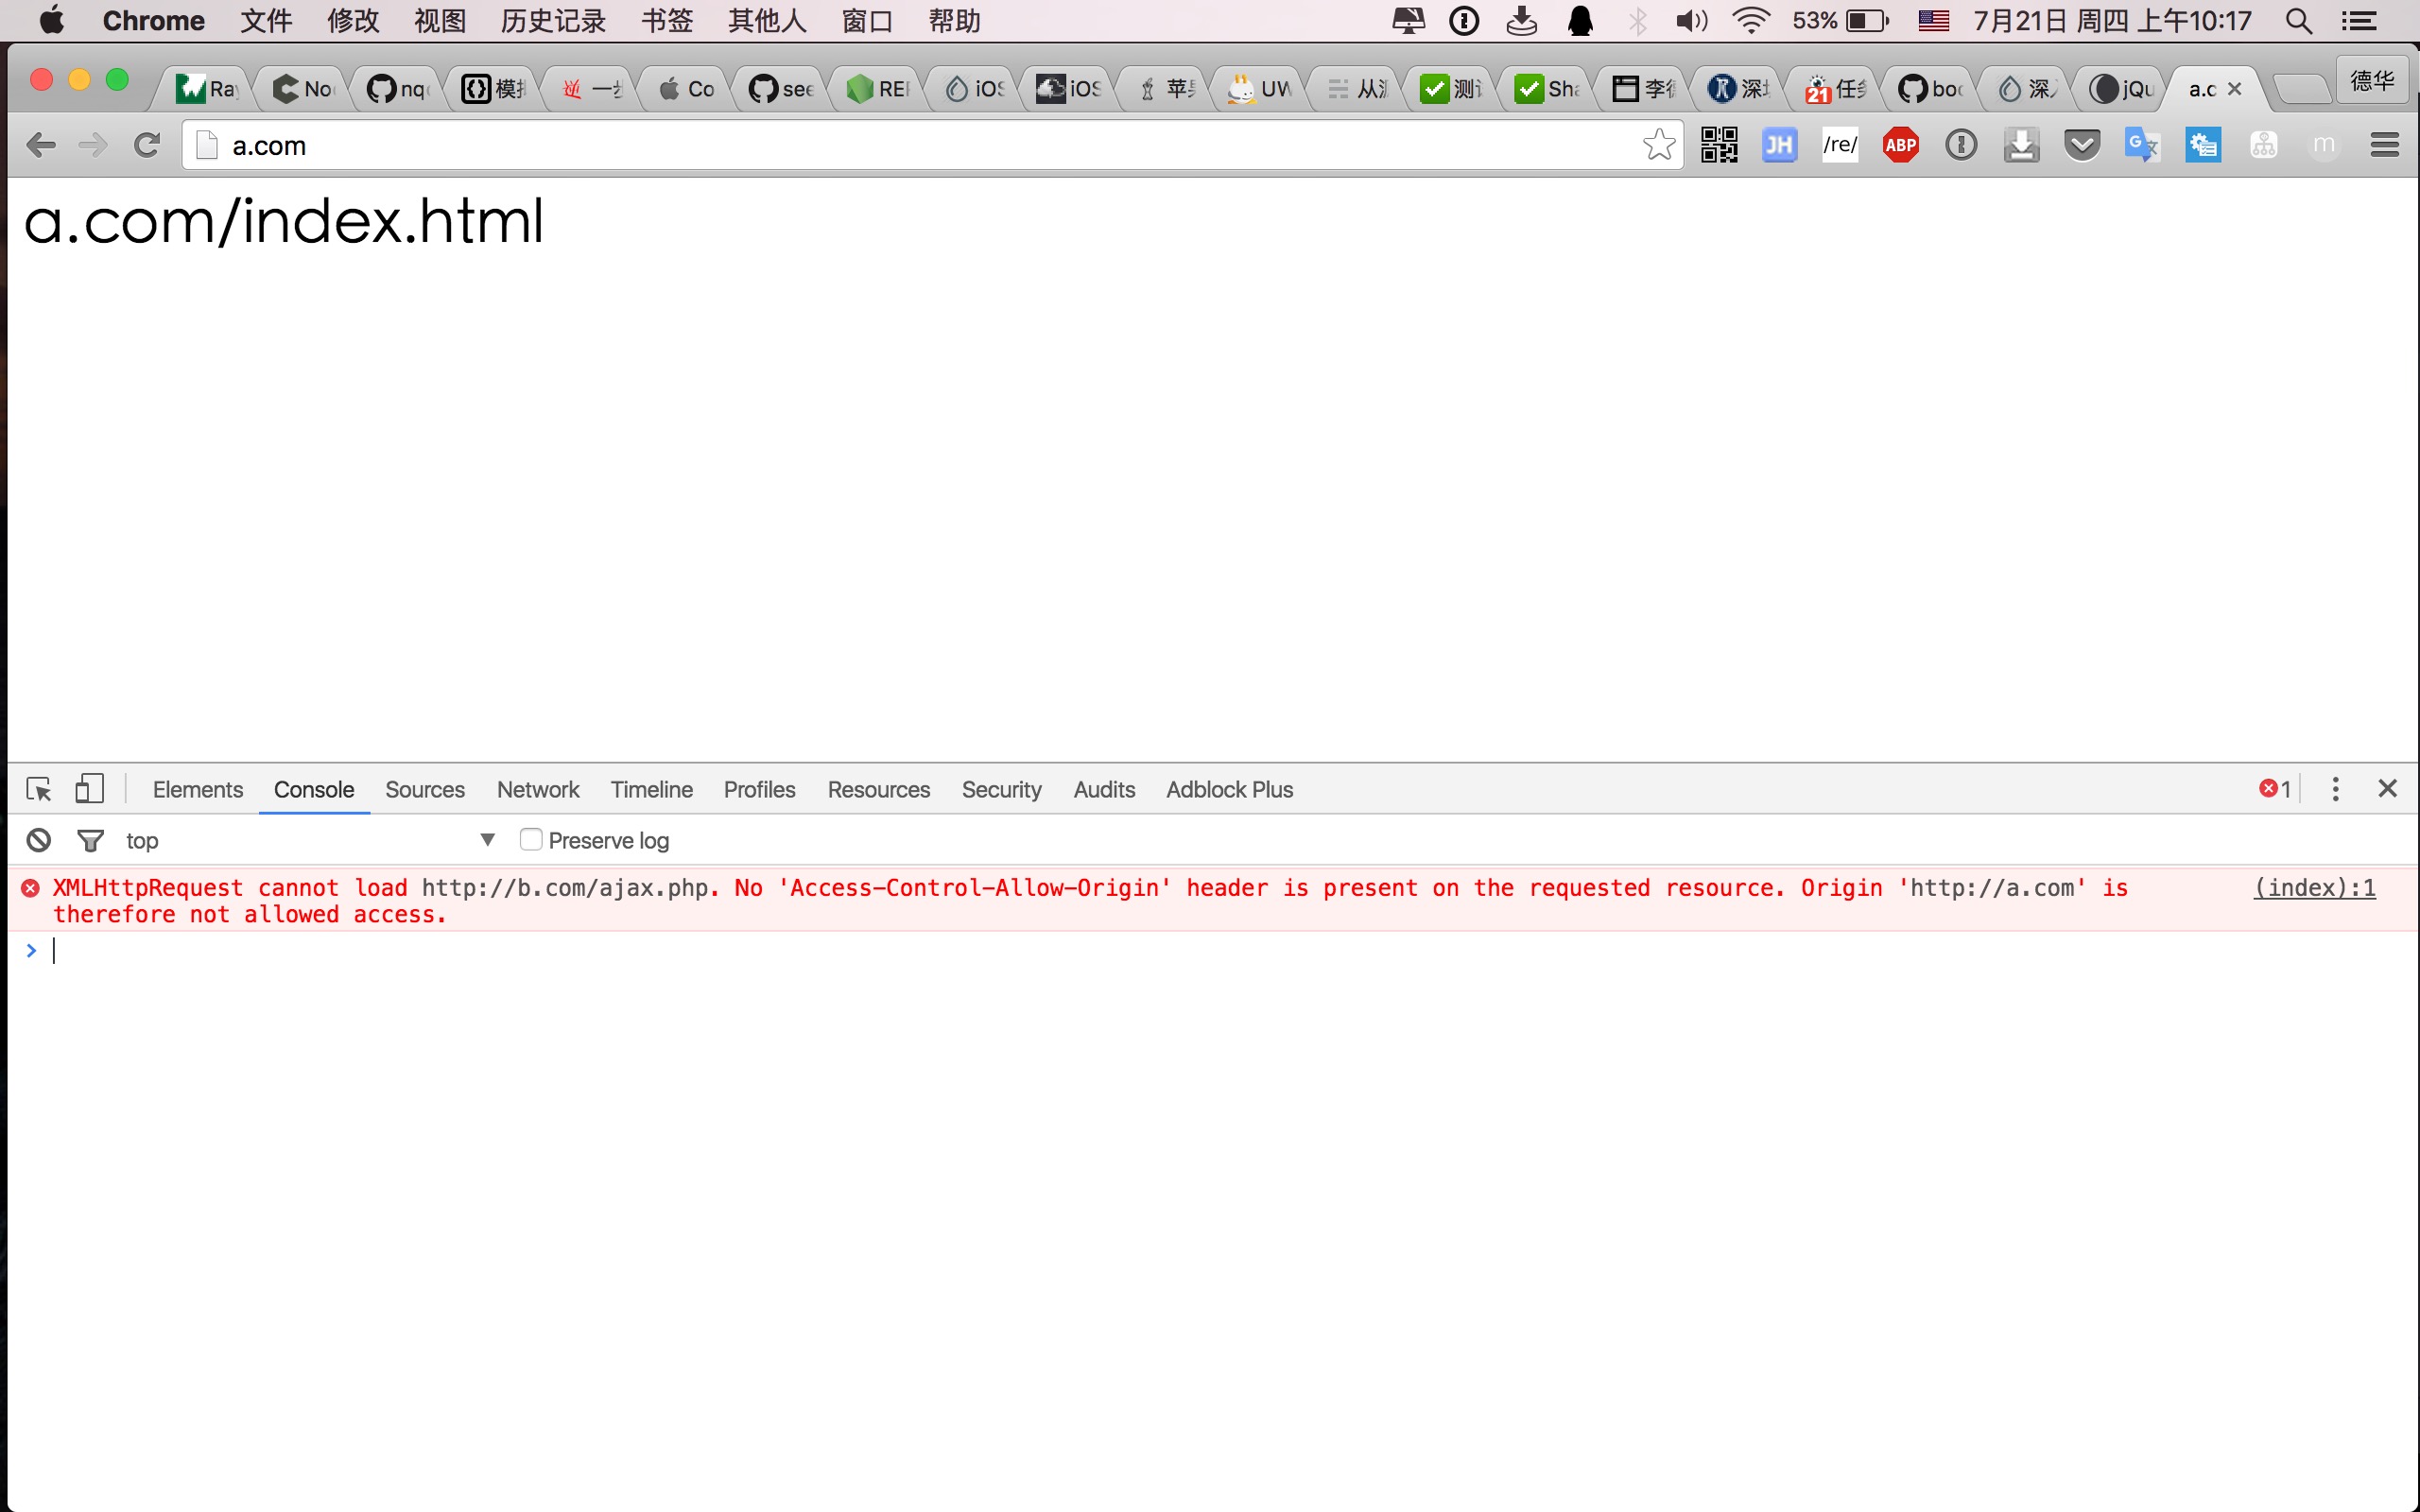 Chrome 文件 修改 视图 历史记录 书签 其他人 窗口 帮助 53% 7月21日 周四 上午10:17
Ray No nq 模 一 Co see REI iOS iOS UW 从 测 Sha 李 深 21 任 boo 深 jQu a.c 德华
a.com JH /re/ ABP m
a.com/index.html
Elements Console Sources Network Timeline Profiles Resources Security Audits Adblock Plus 1
top Preserve log
XMLHttpRequest cannot load http://b.com/ajax.php. No 'Access-Control-Allow-Origin' header is present on the requested resource. Origin 'http://a.com' is (index):1
therefore not allowed access.